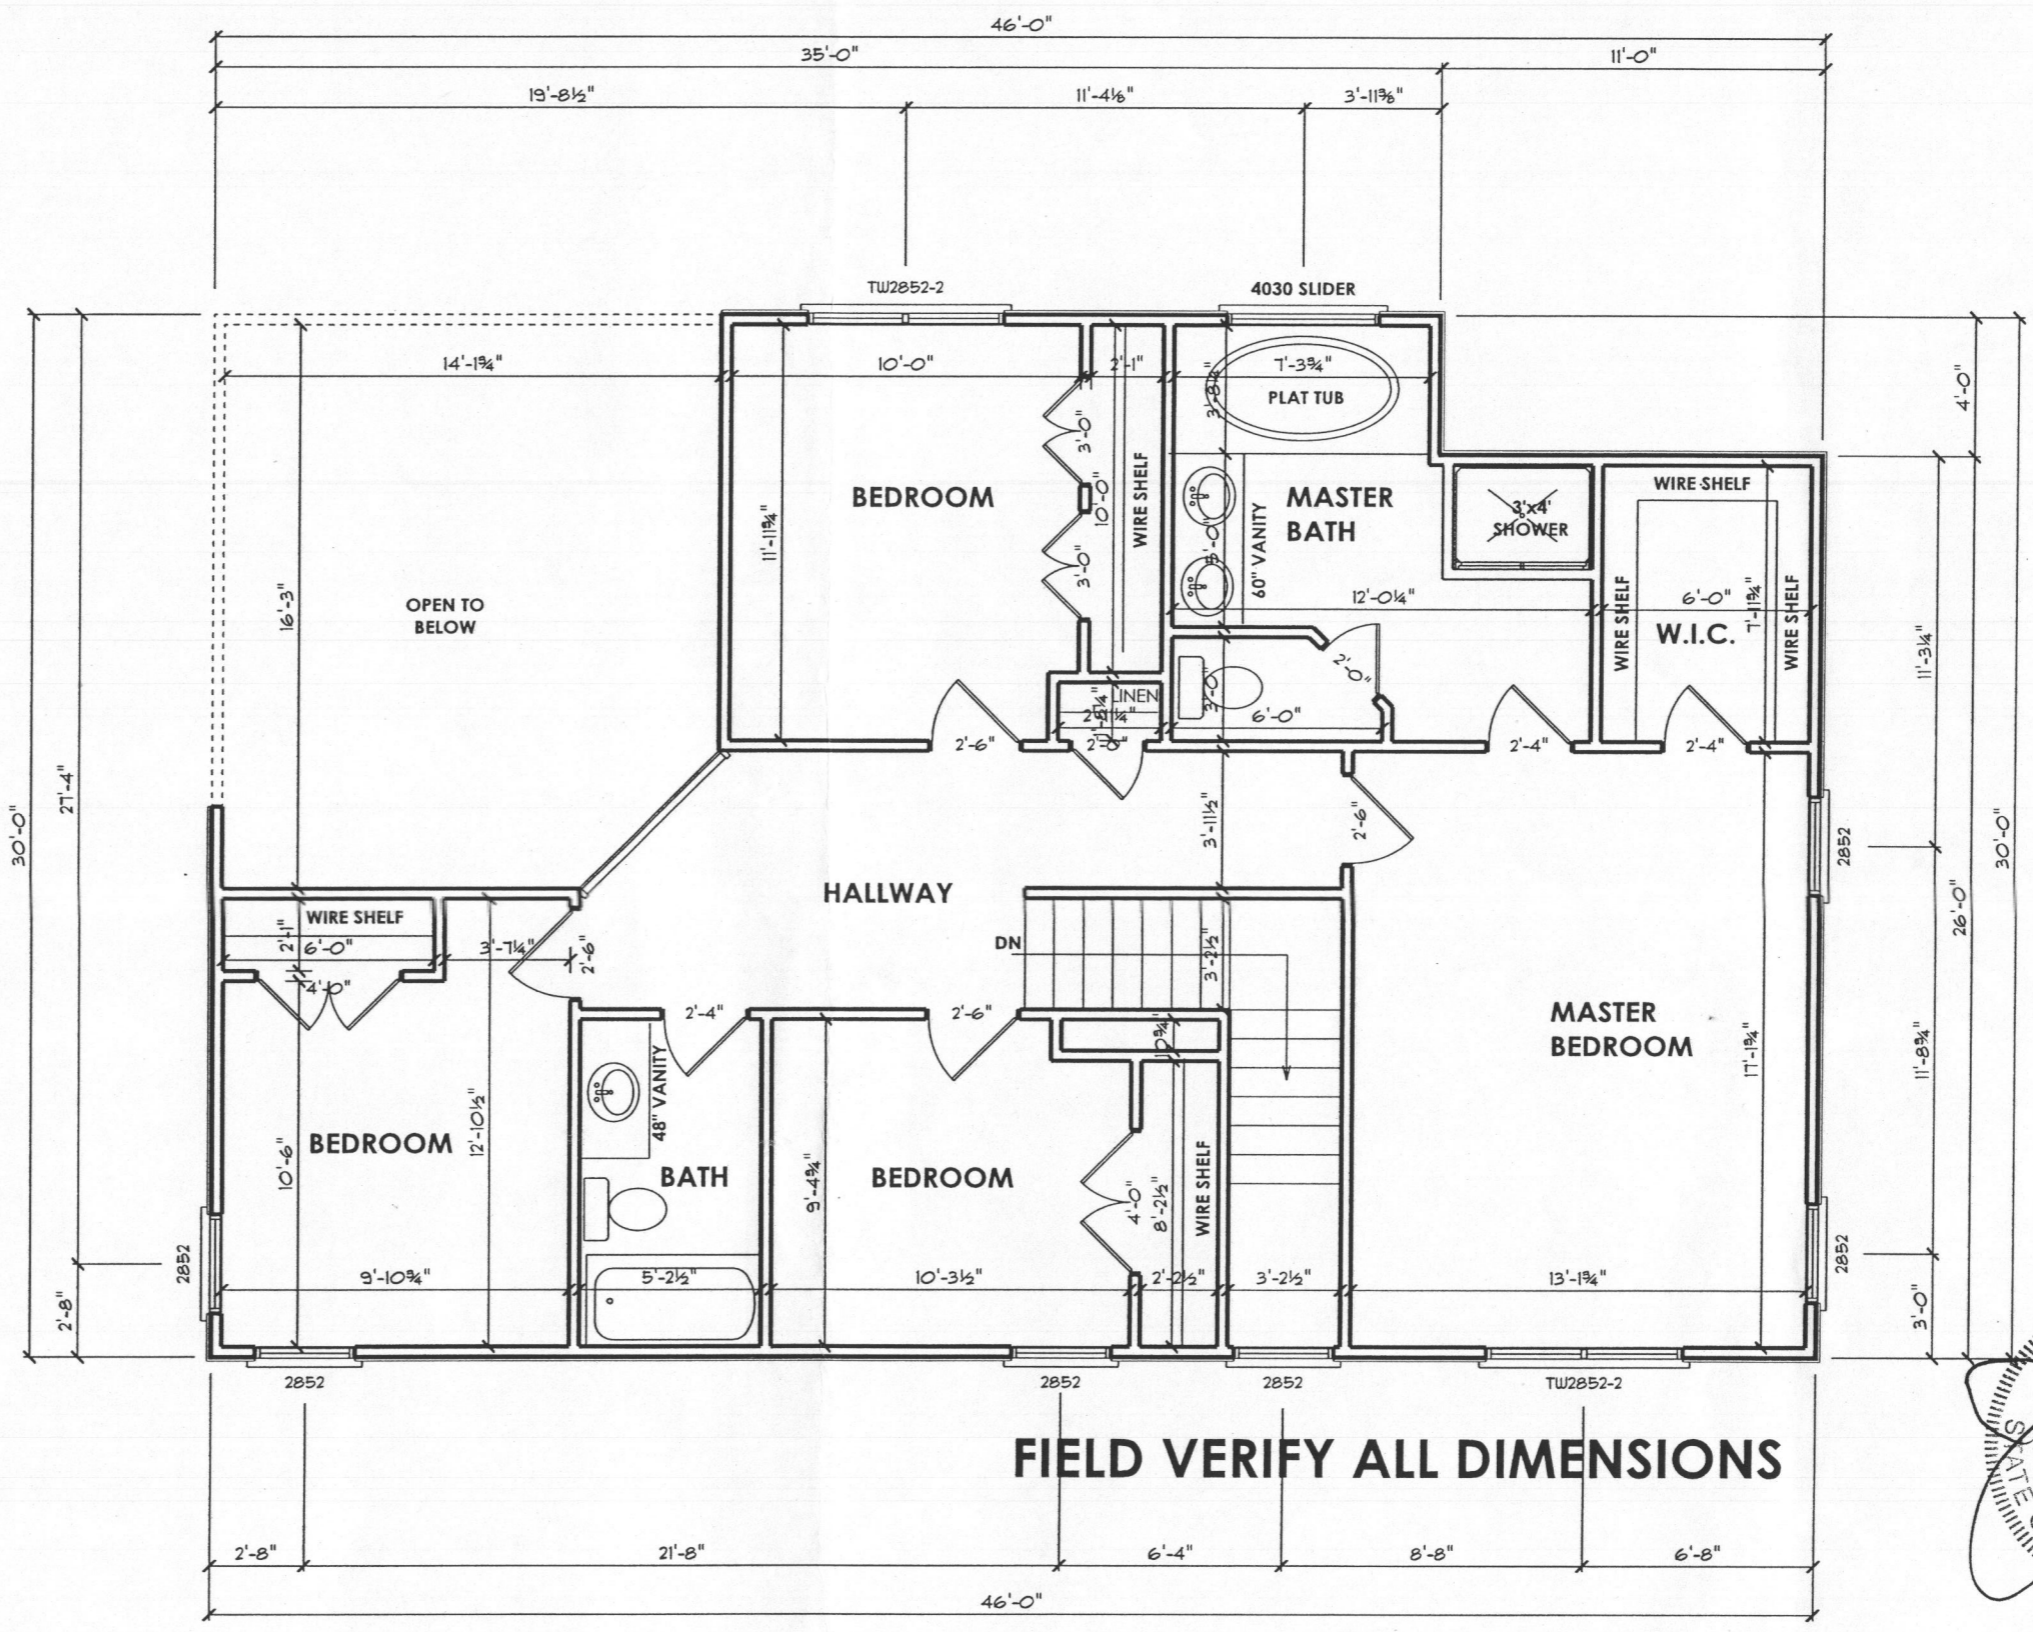 46'-0"
35'-0"
11'-0"
19'-8½"
11'-4⅛"
3'-11⅜"
TW2852-2
4030 SLIDER
14'-1¾"
10'-0"
2'-1"
7'-3¾"
3'-8½"
PLAT TUB
4'-0"
3'-0"
10'-0"
3'-0"
WIRE SHELF
BEDROOM
11'-11¾"
MASTER
BATH
60" VANITY
5'-0"
3'x4'
SHOWER
WIRE SHELF
WIRE SHELF
WIRE SHELF
OPEN TO
BELOW
16'-3"
12'-0¼"
6'-0"
W.I.C.
7'-11¾"
11'-3¼"
2'-0"
3'-0"
6'-0"
LINEN
2'-6"
2'-4"
2'-4"
27'-4"
30'-0"
3'-11½"
2'-6"
2852
30'-0"
26'-0"
HALLWAY
WIRE SHELF
2'-1"
6'-0"
3'-7¼"
2'-6"
4'-0"
DN
3'-2½"
2'-4"
2'-6"
10¾"
MASTER
BEDROOM
17'-1¾"
11'-8¾"
48" VANITY
BEDROOM
10'-6"
12'-10½"
BATH
BEDROOM
9'-4¾"
4'-0"
8'-2½"
WIRE SHELF
2852
9'-10¾"
5'-2½"
10'-3½"
2'-2½"
3'-2½"
13'-1¾"
2852
2'-8"
3'-0"
2852
2852
2852
TW2852-2
FIELD VERIFY ALL DIMENSIONS
STATE
2'-8"
21'-8"
6'-4"
8'-8"
6'-8"
46'-0"